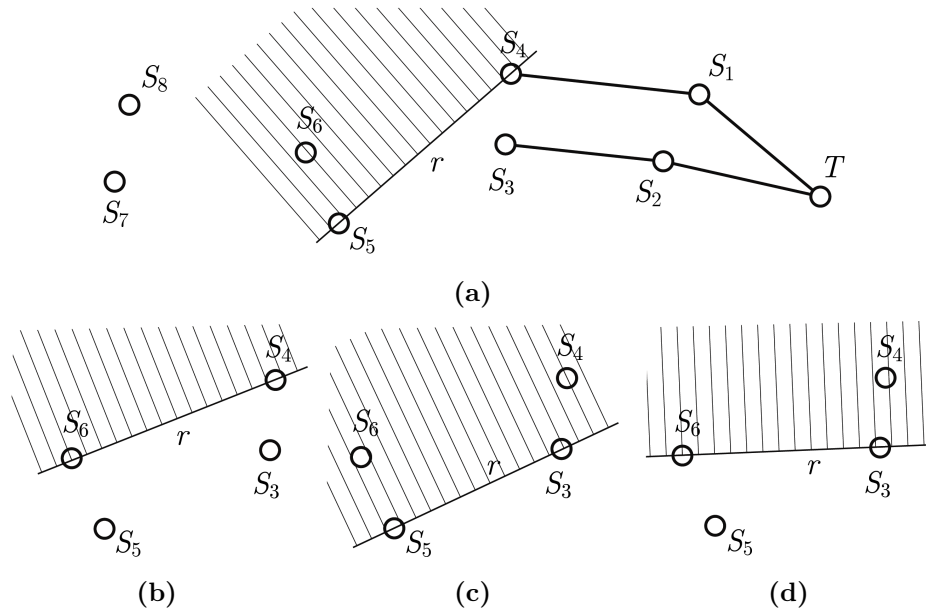 S₄
S₁
S₈
S₆
r
T
S₃
S₂
S₇
S₅
(a)
S₄
S₆
r
S₃
S₅
(b)
S₄
S₆
r
S₃
S₅
(c)
S₄
S₆
r
S₃
S₅
(d)